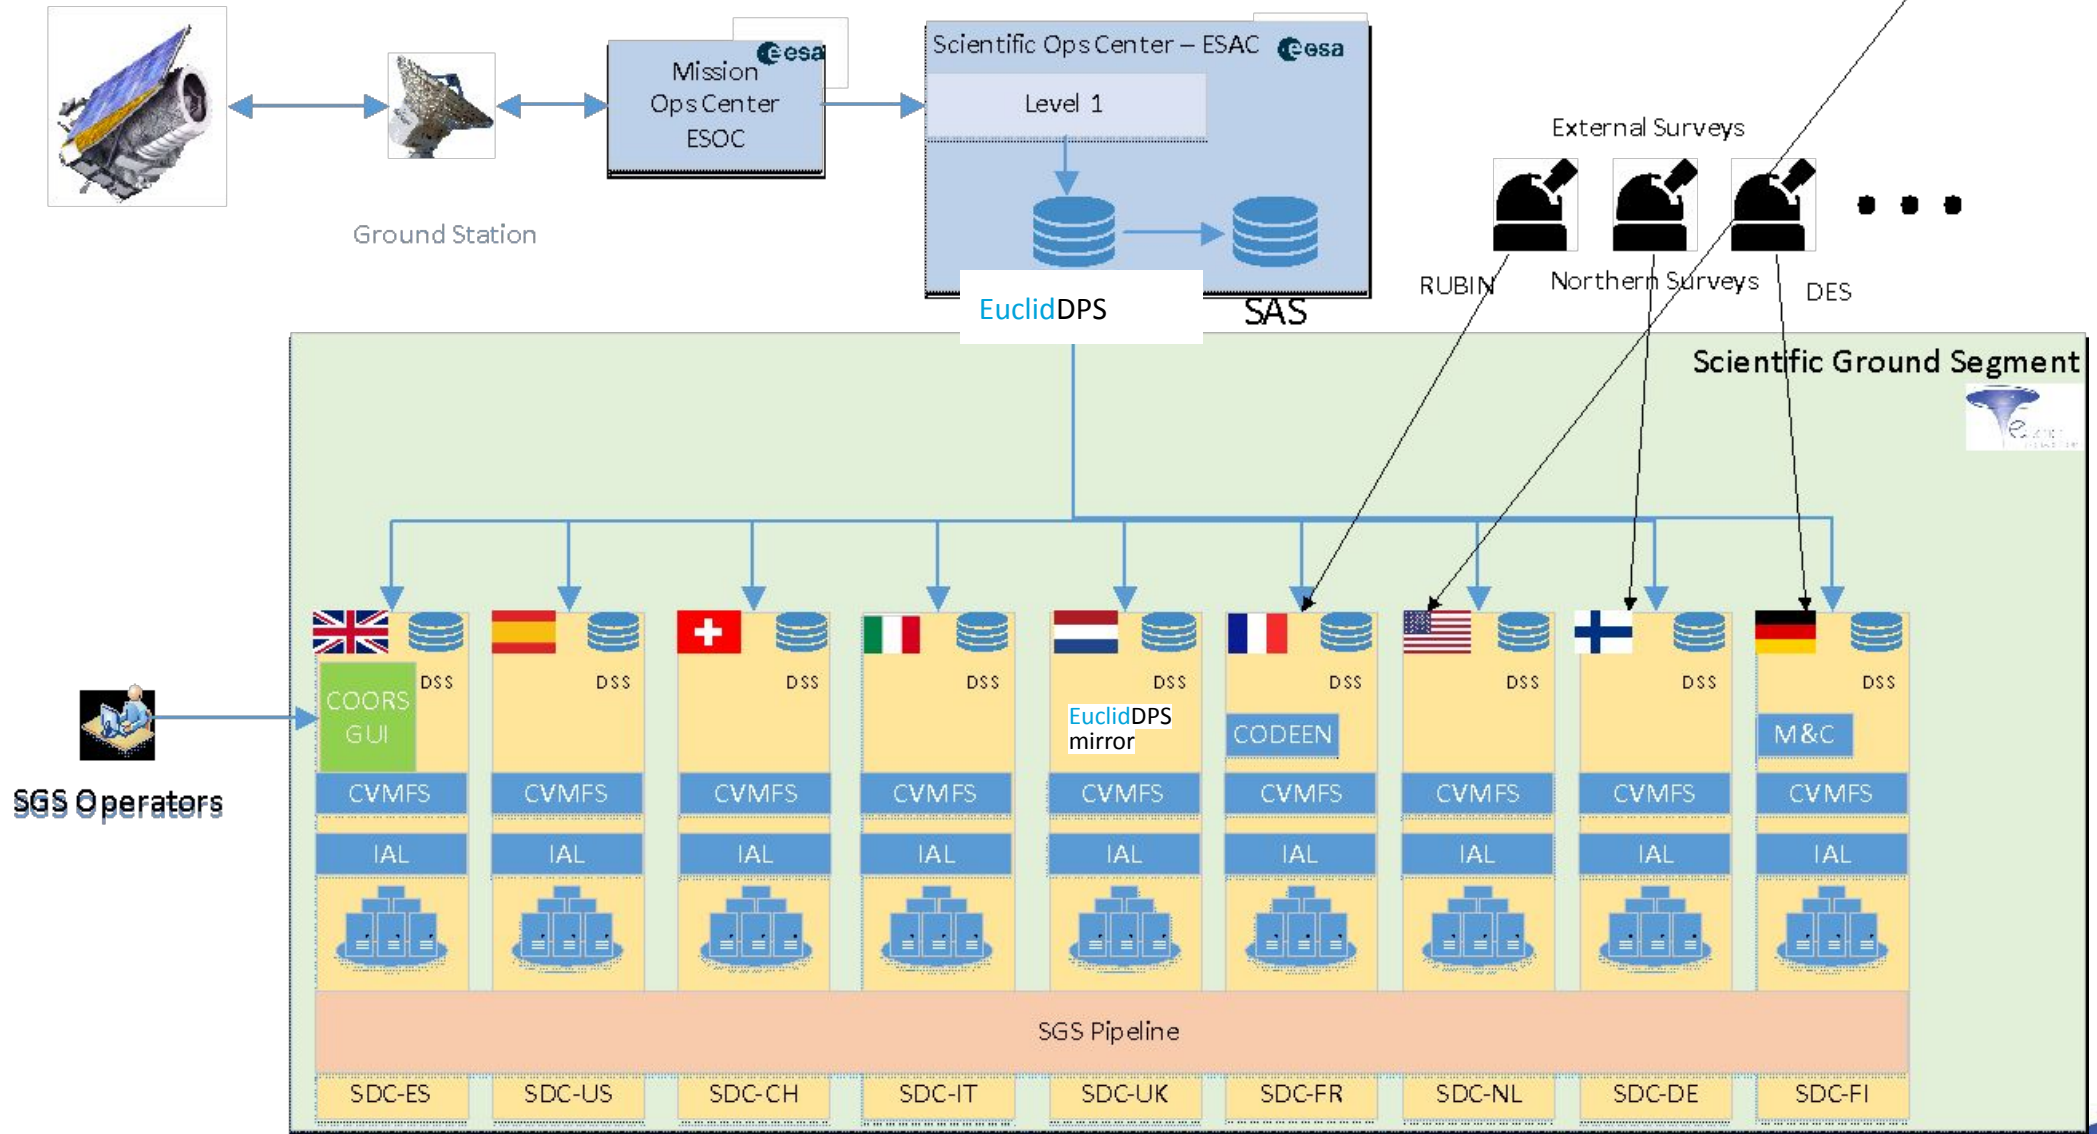 esa
Mission
Ops Center
ESOC
Scientific Ops Center – ESAC
esa
Level 1
Ground Station
EuclidDPS
SAS
External Surveys
RUBIN
Northern Surveys
DES
Scientific Ground Segment
SGS Operators
COORS
GUI
DSS
DSS
DSS
DSS
DSS
DSS
DSS
DSS
DSS
EuclidDPS
mirror
CODEEN
M&C
CVMFS
CVMFS
CVMFS
CVMFS
CVMFS
CVMFS
CVMFS
CVMFS
CVMFS
IAL
IAL
IAL
IAL
IAL
IAL
IAL
IAL
IAL
SGS Pipeline
SDC-ES
SDC-US
SDC-CH
SDC-IT
SDC-UK
SDC-FR
SDC-NL
SDC-DE
SDC-FI